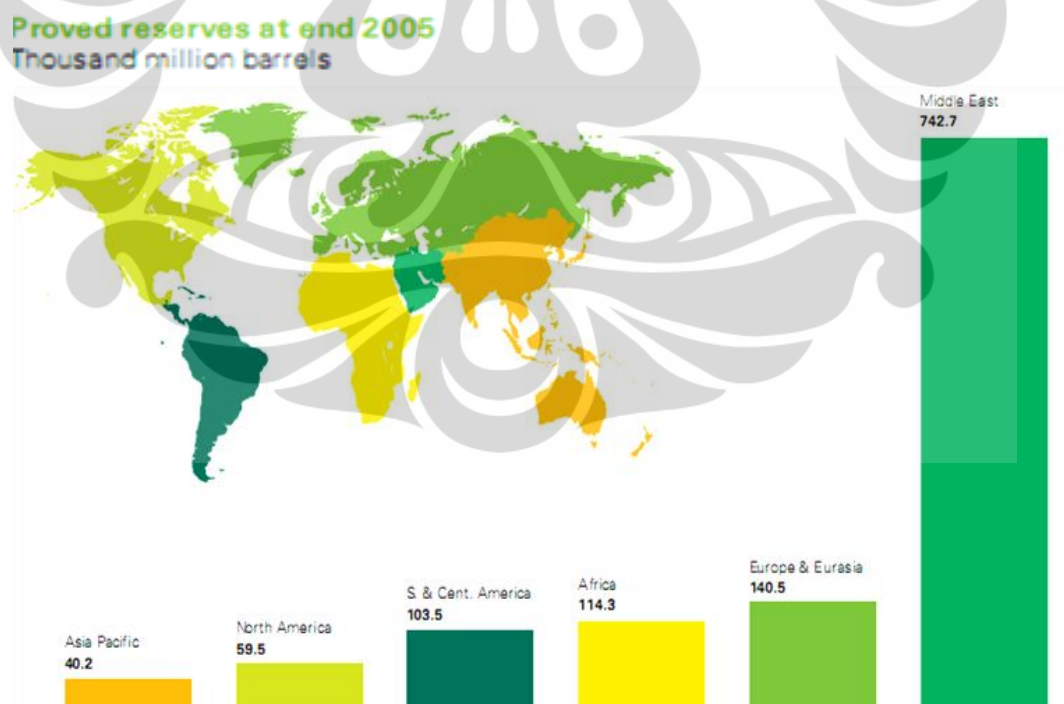 Proved reserves at end 2005
Thousand million barrels
Middle East
742.7
Europe & Eurasia
140.5
Africa
114.3
S. & Cent. America
103.5
North America
59.5
Asia Pacific
40.2